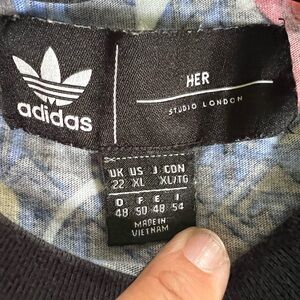 adidas
HER
STUDIO LONDON
UK US J CON
22 XL XL/TG
D F E I
48 50 48 54
MADE IN
VIETNAM